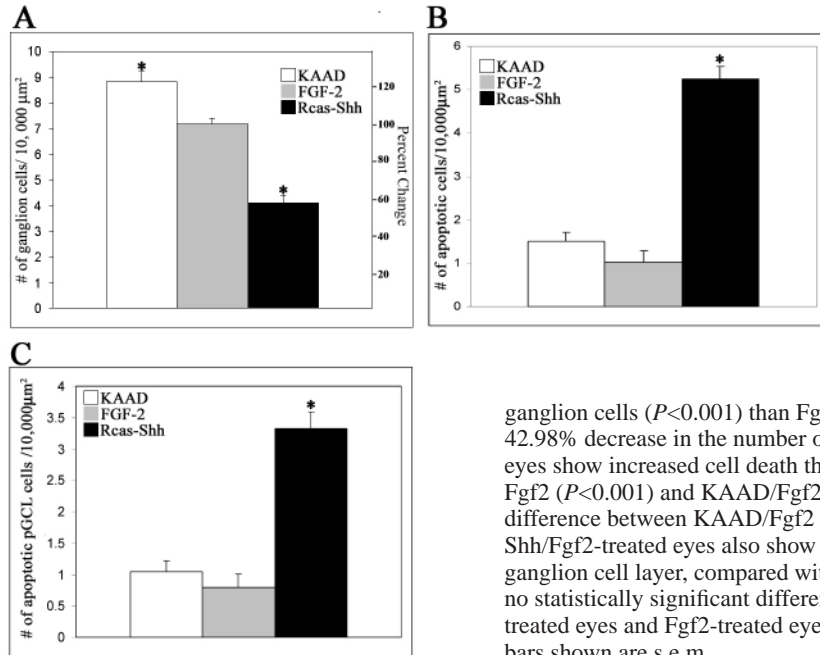 A
# of ganglion cells/ 10, 000 µm²
10
9
8
7
6
5
4
3
2
1
0
*
*
KAAD
FGF-2
Rcas-Shh
120
100
80
60
40
20
Percent Change
B
# of apoptotic cells/10,000µm²
6
5
4
3
2
1
0
KAAD
FGF-2
Rcas-Shh
*
C
# of apoptotic pGCL cells /10,000µm²
4
3.5
3
2.5
2
1.5
1
0.5
0
KAAD
FGF-2
Rcas-Shh
*
ganglion cells (P<0.001) than Fg
42.98% decrease in the number o
eyes show increased cell death th
Fgf2 (P<0.001) and KAAD/Fgf2
difference between KAAD/Fgf2
Shh/Fgf2-treated eyes also show
ganglion cell layer, compared wit
no statistically significant differe
treated eyes and Fgf2-treated eye
bars shown are s.e.m.